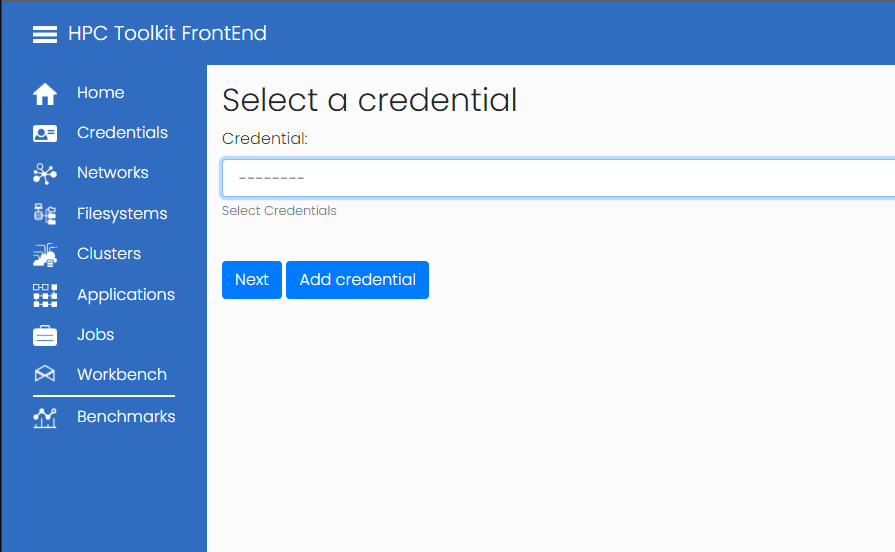 HPC Toolkit FrontEnd
Home
Credentials
Networks
Filesystems
Clusters
Applications
Jobs
Workbench
Benchmarks
Select a credential
Credential:
--------
Select Credentials
Next
Add credential